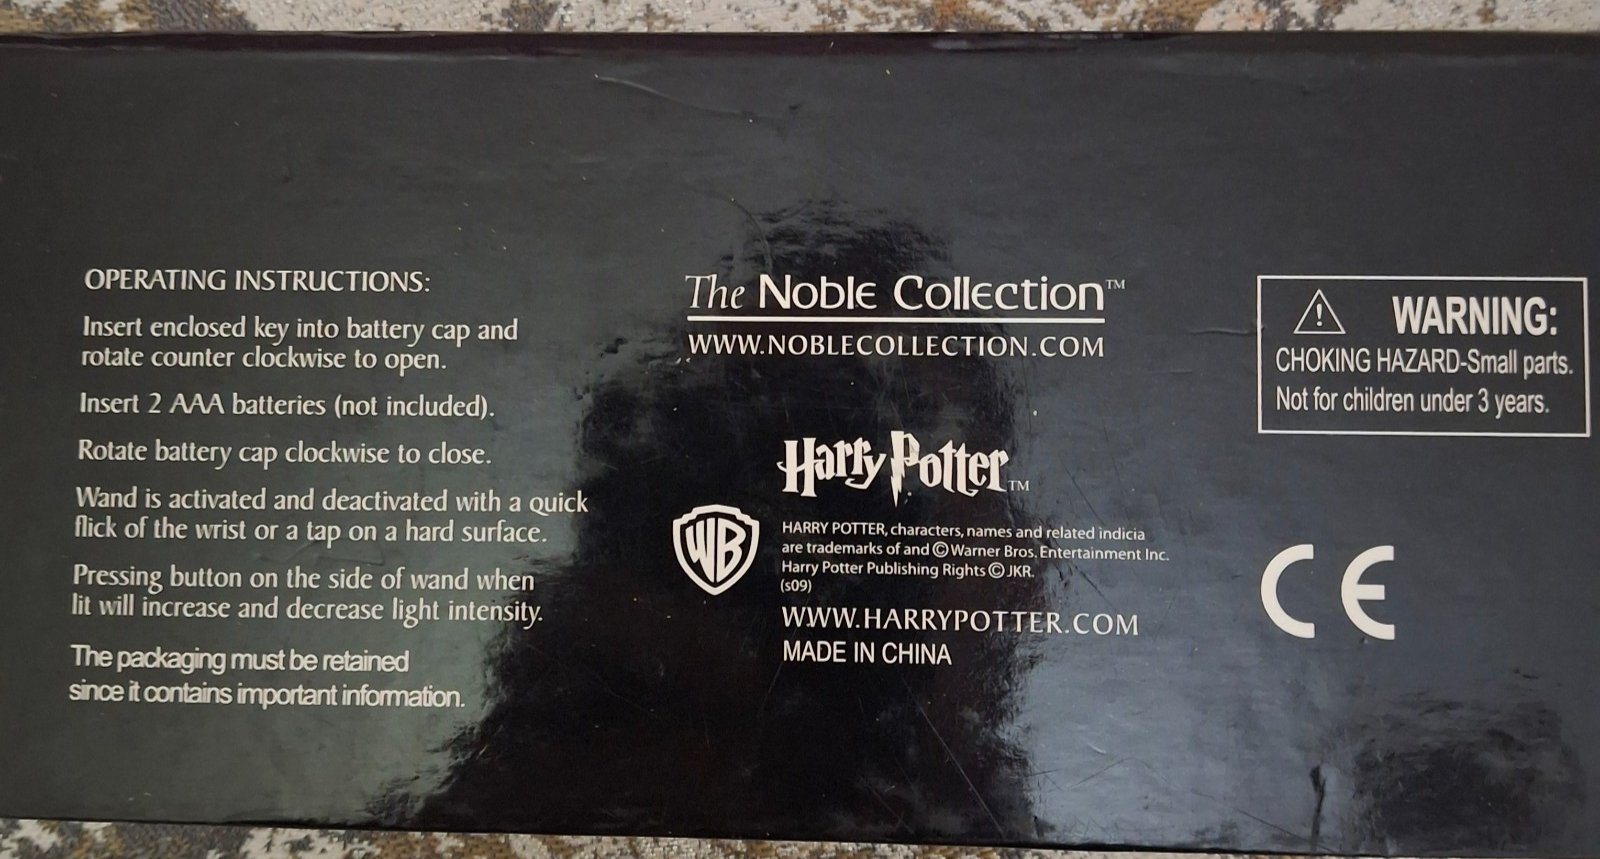 OPERATING INSTRUCTIONS:
Insert enclosed key into battery cap and
rotate counter clockwise to open.
Insert 2 AAA batteries (not included).
Rotate battery cap clockwise to close.
Wand is activated and deactivated with a quick
flick of the wrist or a tap on a hard surface.
Pressing button on the side of wand when
lit will increase and decrease light intensity.
The packaging must be retained
since it contains important information.
The Noble Collection™
WWW.NOBLECOLLECTION.COM
Harry Potter™
WB
HARRY POTTER, characters, names and related indicia
are trademarks of and © Warner Bros. Entertainment Inc.
Harry Potter Publishing Rights © JKR.
(s09)
WWW.HARRYPOTTER.COM
MADE IN CHINA
WARNING:
CHOKING HAZARD-Small parts.
Not for children under 3 years.
CE